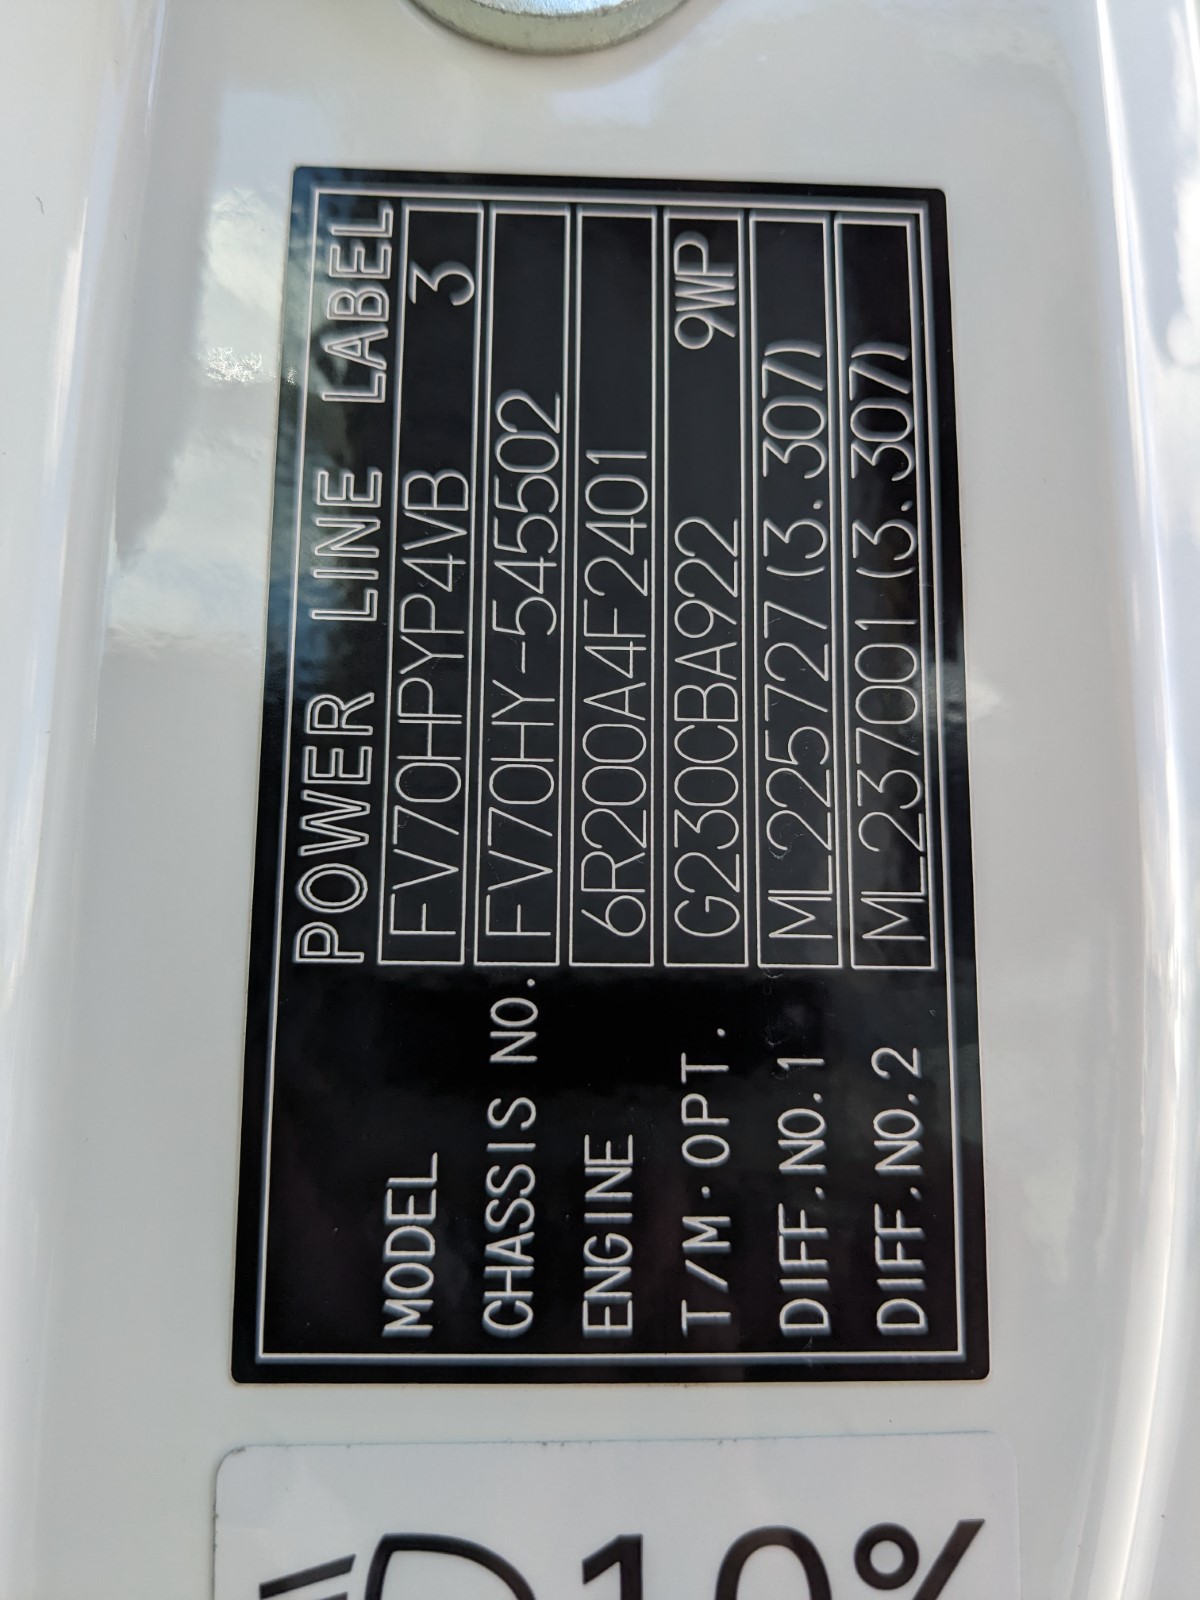 POWER LINE LABEL
MODEL FV70HPYP4VB 3
CHASSIS NO. FV70HY-545502
ENGINE 6R200A4F2401
T/M·OPT. G230CBA922 9WP
DIFF.NO.1 ML225727(3.307)
DIFF.NO.2 ML237001(3.307)
10%